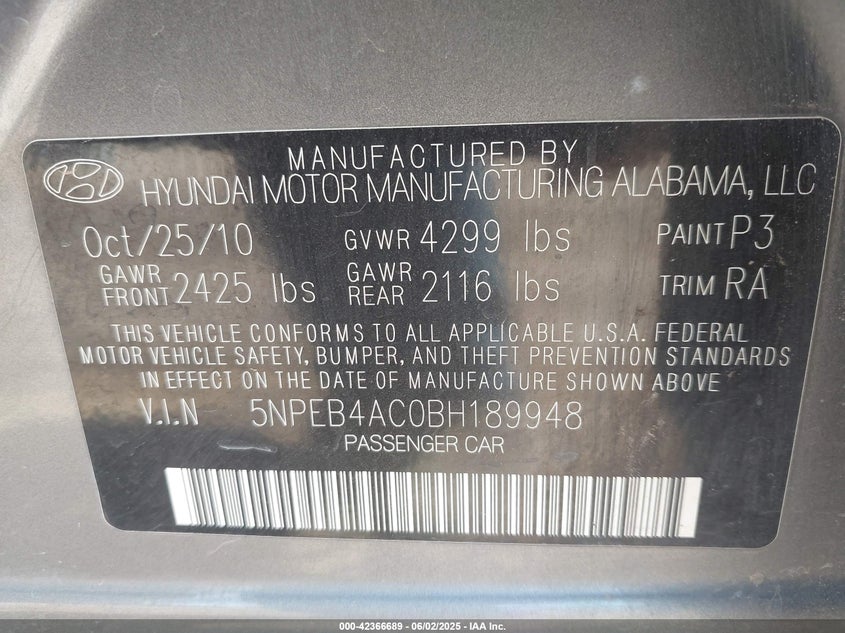 MANUFACTURED BY
HYUNDAI MOTOR MANUFACTURING ALABAMA, LLC
Oct/25/10 GVWR 4299 lbs PAINT P3
GAWR FRONT 2425 lbs GAWR REAR 2116 lbs TRIM RA
THIS VEHICLE CONFORMS TO ALL APPLICABLE U.S.A. FEDERAL
MOTOR VEHICLE SAFETY, BUMPER, AND THEFT PREVENTION STANDARDS
IN EFFECT ON THE DATE OF MANUFACTURE SHOWN ABOVE
V.I.N 5NPEB4AC0BH189948
PASSENGER CAR
000-42366689 - 06/02/2025 - IAA Inc.